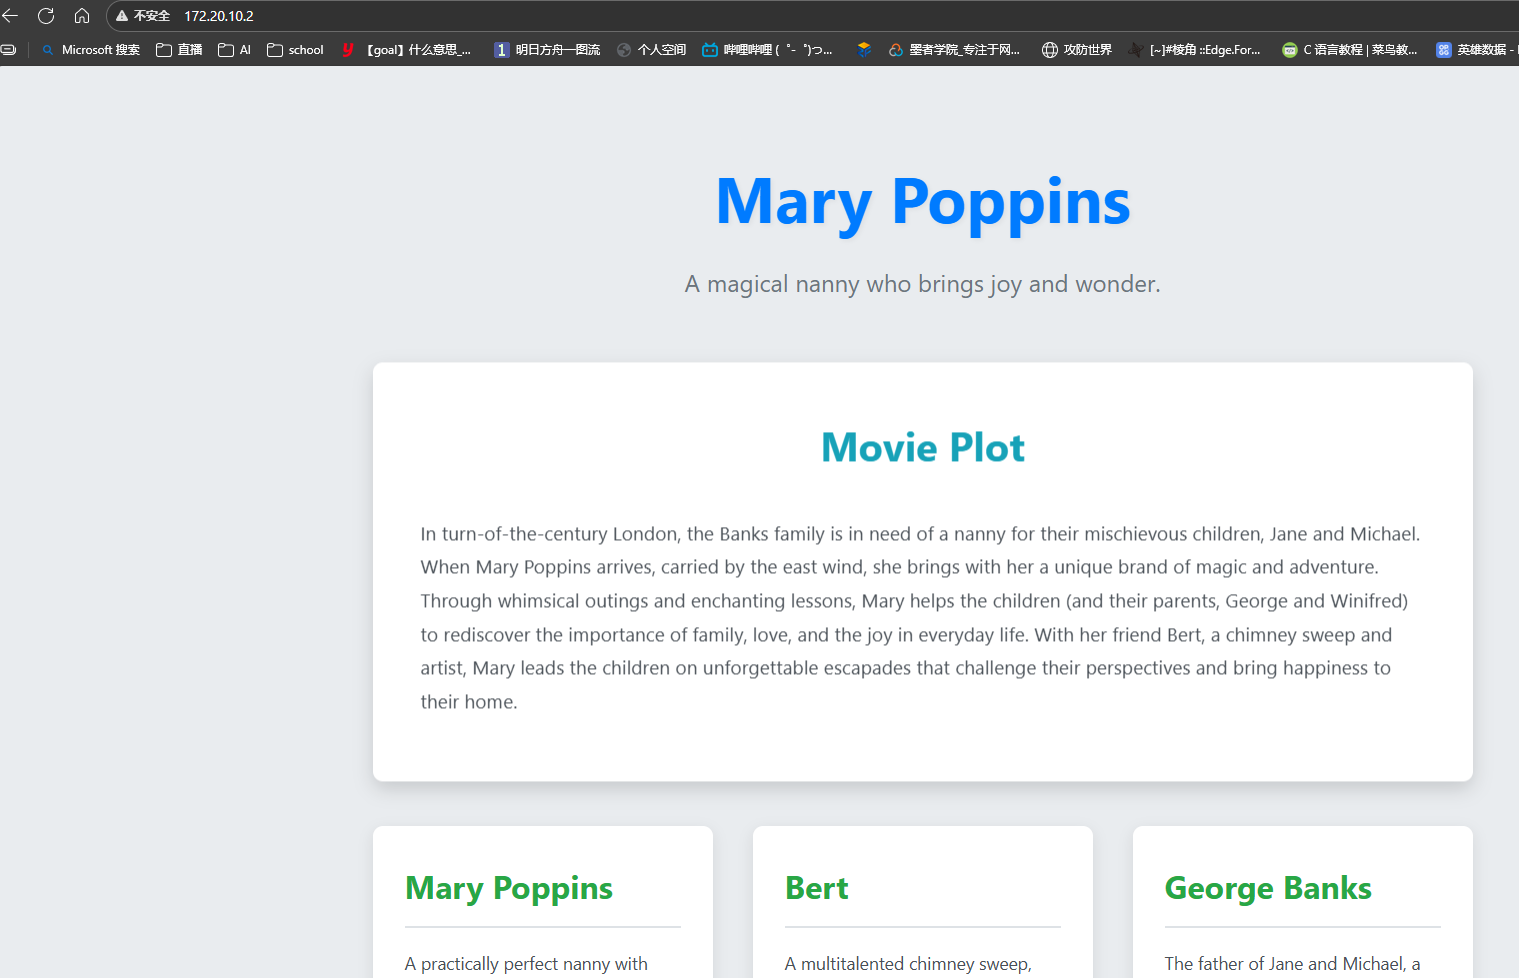 不安全 172.20.10.2
Microsoft 搜索 直播 AI school 【goal】什么意思_... 明日方舟一图流 个人空间 哔哩哔哩 ( ゜- ゜)つ... 墨者学院_专注于网... 攻防世界 [~]#棱角 ::Edge.For... C 语言教程 | 菜鸟教... 英雄数据 -
Mary Poppins
A magical nanny who brings joy and wonder.
Movie Plot
In turn-of-the-century London, the Banks family is in need of a nanny for their mischievous children, Jane and Michael.
When Mary Poppins arrives, carried by the east wind, she brings with her a unique brand of magic and adventure.
Through whimsical outings and enchanting lessons, Mary helps the children (and their parents, George and Winifred)
to rediscover the importance of family, love, and the joy in everyday life. With her friend Bert, a chimney sweep and
artist, Mary leads the children on unforgettable escapades that challenge their perspectives and bring happiness to
their home.
Mary Poppins
A practically perfect nanny with
Bert
A multitalented chimney sweep,
George Banks
The father of Jane and Michael, a